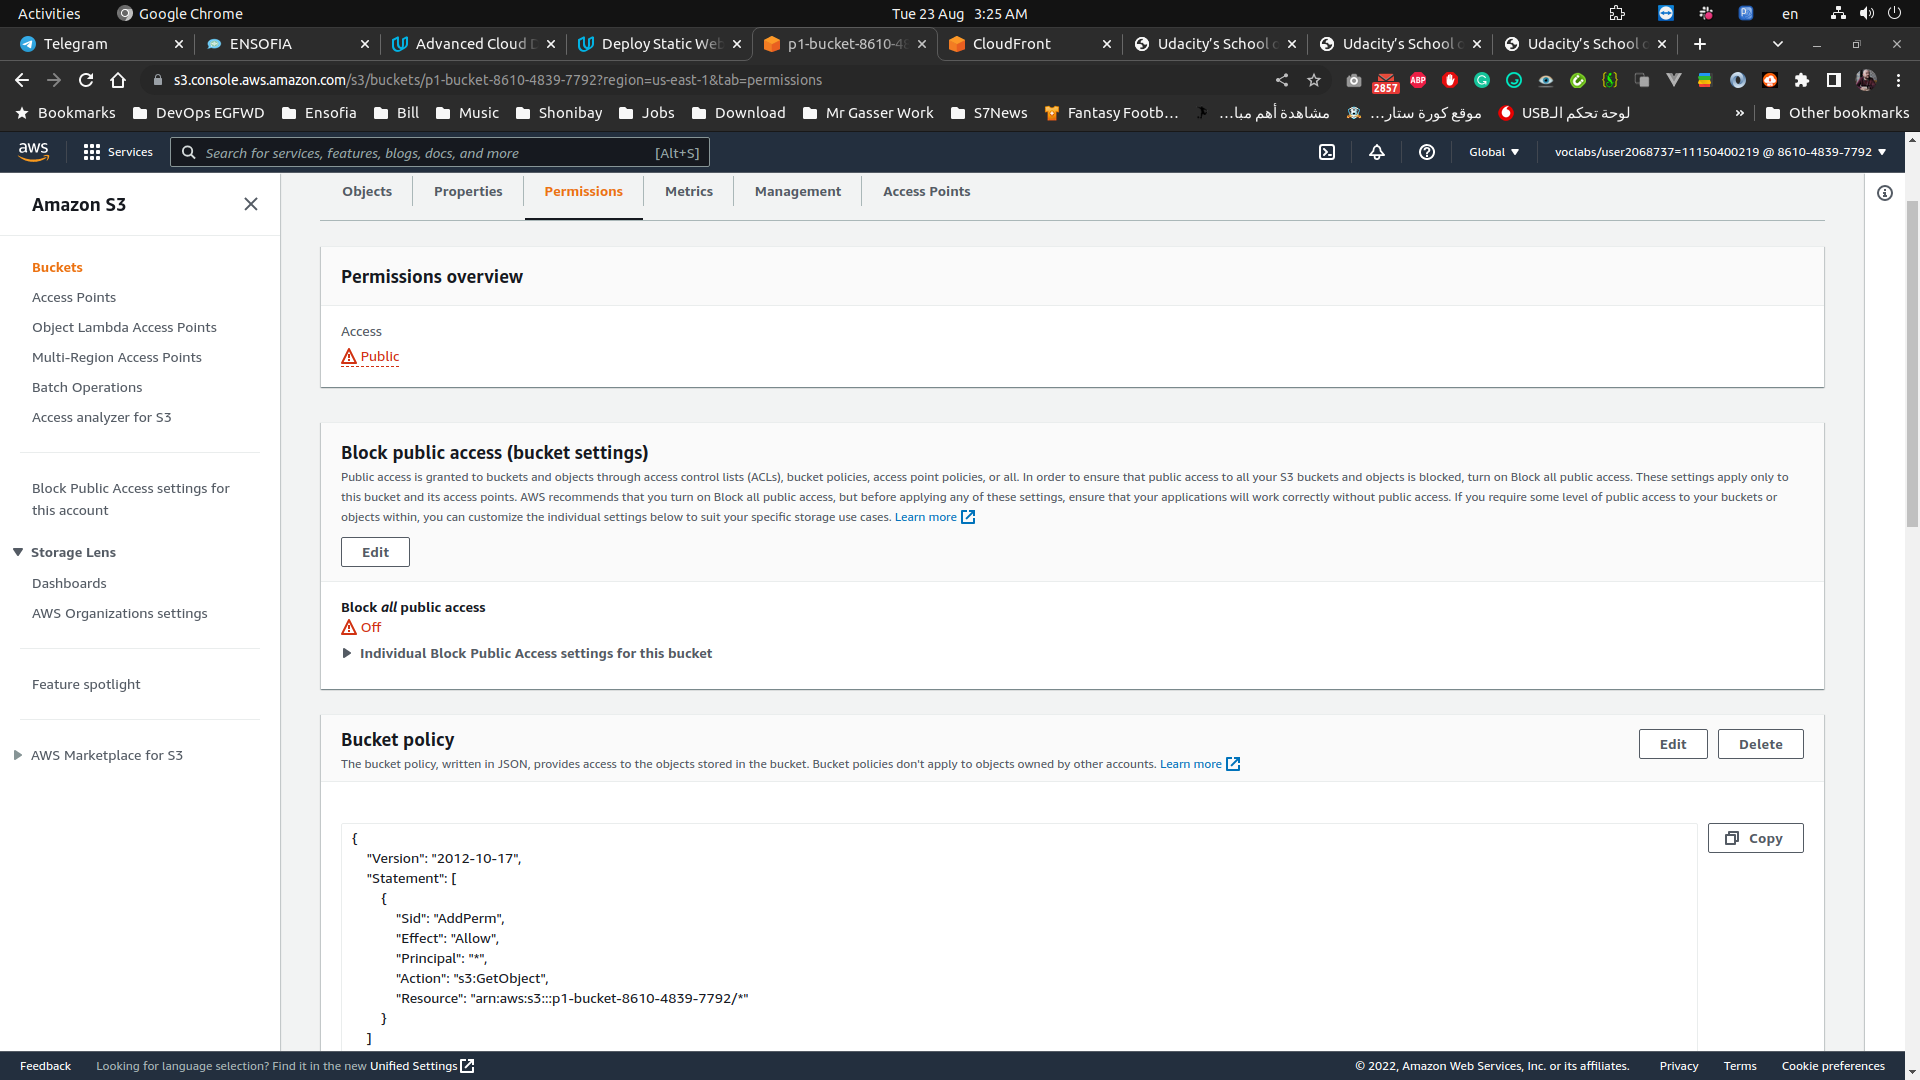 Activities
Google Chrome
Tue 23 Aug 3:25 AM
en
Telegram
ENSOFIA
Advanced Cloud D
Deploy Static Web
p1-bucket-8610-48
CloudFront
Udacity's School o
Udacity's School o
Udacity's School o
s3.console.aws.amazon.com/s3/buckets/p1-bucket-8610-4839-7792?region=us-east-1&tab=permissions
2857
ABP
Bookmarks
DevOps EGFWD
Ensofia
Bill
Music
Shonibay
Jobs
Download
Mr Gasser Work
S7News
Fantasy Footb...
مشاهدة أهم مبا...
موقع كورة ستار...
لوحة تحكم الـUSB
»
Other bookmarks
aws
Services
Search for services, features, blogs, docs, and more
[Alt+S]
Global
voclabs/user2068737=11150400219 @ 8610-4839-7792
Amazon S3
Buckets
Access Points
Object Lambda Access Points
Multi-Region Access Points
Batch Operations
Access analyzer for S3
Block Public Access settings for
this account
Storage Lens
Dashboards
AWS Organizations settings
Feature spotlight
AWS Marketplace for S3
Objects
Properties
Permissions
Metrics
Management
Access Points
Permissions overview
Access
Public
Block public access (bucket settings)
Public access is granted to buckets and objects through access control lists (ACLs), bucket policies, access point policies, or all. In order to ensure that public access to all your S3 buckets and objects is blocked, turn on Block all public access. These settings apply only to
this bucket and its access points. AWS recommends that you turn on Block all public access, but before applying any of these settings, ensure that your applications will work correctly without public access. If you require some level of public access to your buckets or
objects within, you can customize the individual settings below to suit your specific storage use cases. Learn more
Edit
Block all public access
Off
Individual Block Public Access settings for this bucket
Bucket policy
The bucket policy, written in JSON, provides access to the objects stored in the bucket. Bucket policies don't apply to objects owned by other accounts. Learn more
Edit
Delete
Copy
{
"Version": "2012-10-17",
"Statement": [
{
"Sid": "AddPerm",
"Effect": "Allow",
"Principal": "*",
"Action": "s3:GetObject",
"Resource": "arn:aws:s3:::p1-bucket-8610-4839-7792/*"
}
]
Feedback
Looking for language selection? Find it in the new Unified Settings
© 2022, Amazon Web Services, Inc. or its affiliates.
Privacy
Terms
Cookie preferences